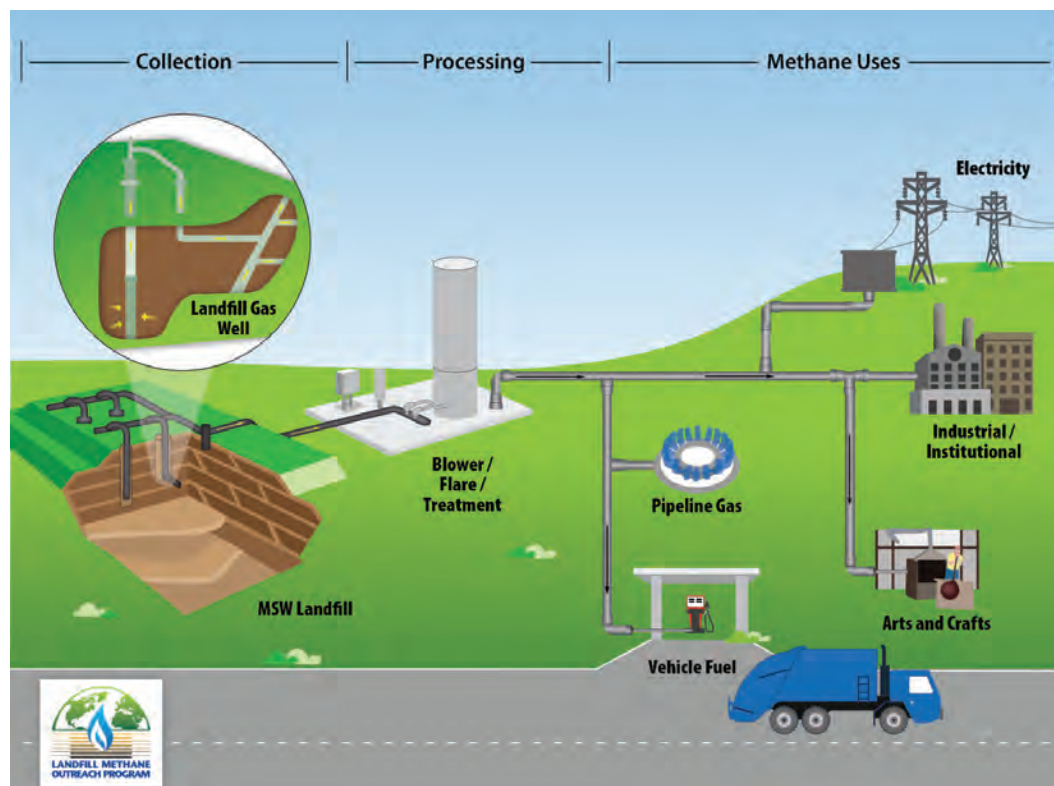 Collection
Processing
Methane Uses
Electricity
Landfill Gas
Well
Industrial /
Institutional
Blower /
Flare /
Treatment
Pipeline Gas
MSW Landfill
Arts and Crafts
Vehicle Fuel
LANDFILL METHANE
OUTREACH PROGRAM